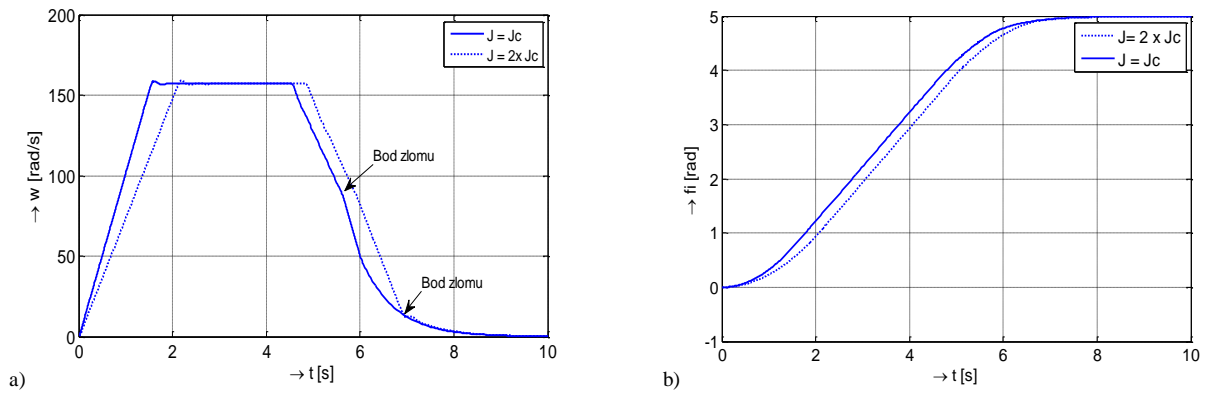 200
150
100
50
0
→ w [rad/s]
J = Jc
J = 2x Jc
Bod zlomu
Bod zlomu
0 2 4 6 8 10
→ t [s]
a)
5
4
3
2
1
0
-1
→ fi [rad]
J= 2 x Jc
J = Jc
0 2 4 6 8 10
→ t [s]
b)